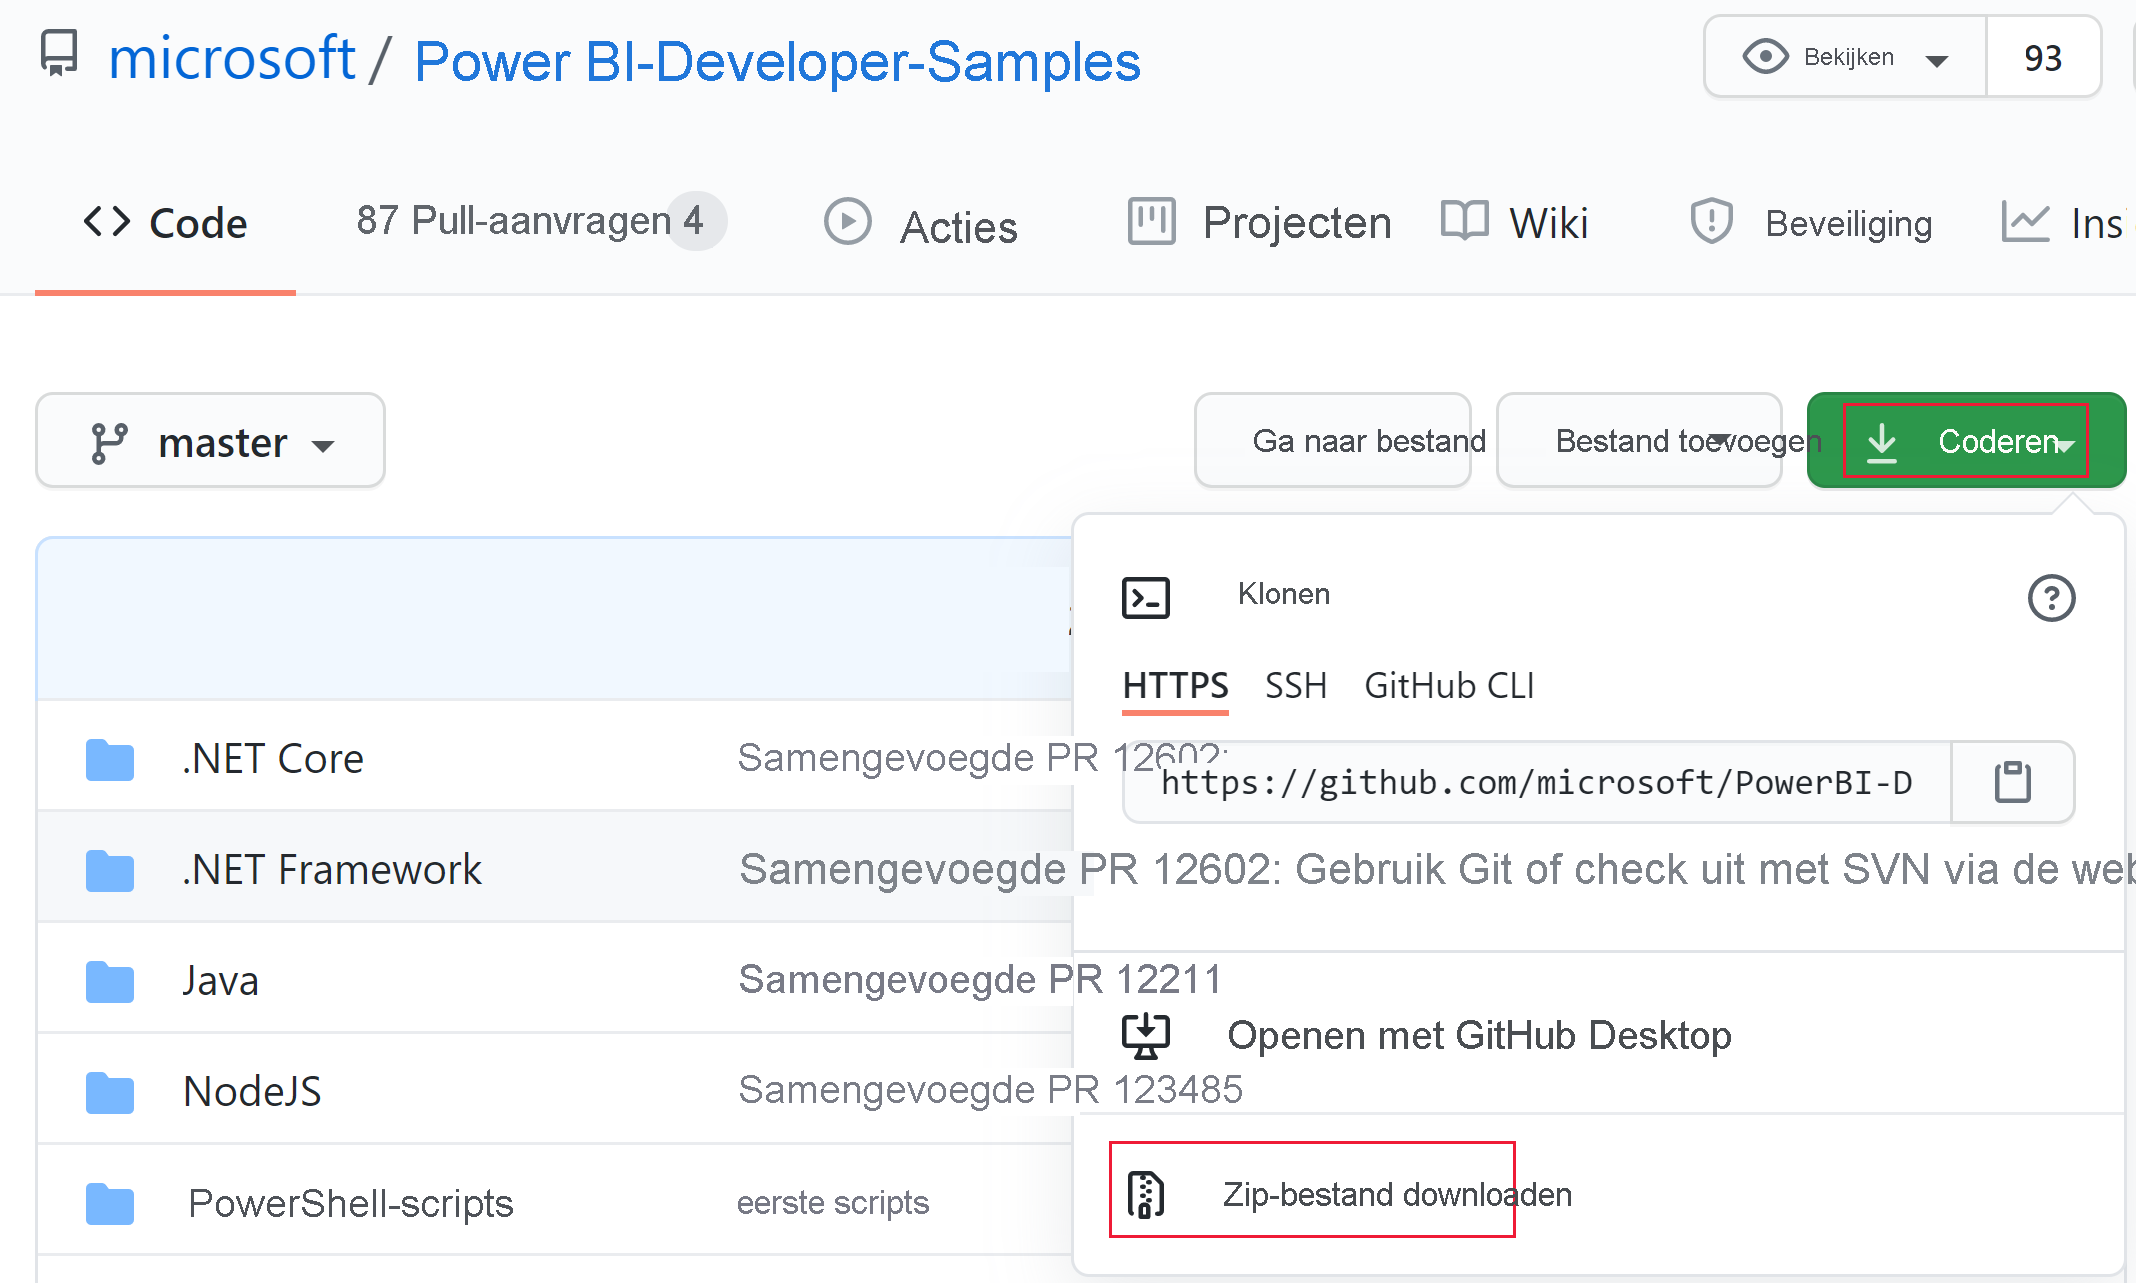 microsoft / Power BI-Developer-Samples
Bekijken 93
Code 87 Pull-aanvragen 4 Acties Projecten Wiki Beveiliging Ins
master Ga naar bestand Bestand toevoegen Coderen
Klonen
HTTPS SSH GitHub CLI
.NET Core Samengevoegde PR 12602:
https://github.com/microsoft/PowerBI-D
.NET Framework Samengevoegde PR 12602: Gebruik Git of check uit met SVN via de web
Java Samengevoegde PR 12211
Openen met GitHub Desktop
NodeJS Samengevoegde PR 123485
PowerShell-scripts eerste scripts
Zip-bestand downloaden